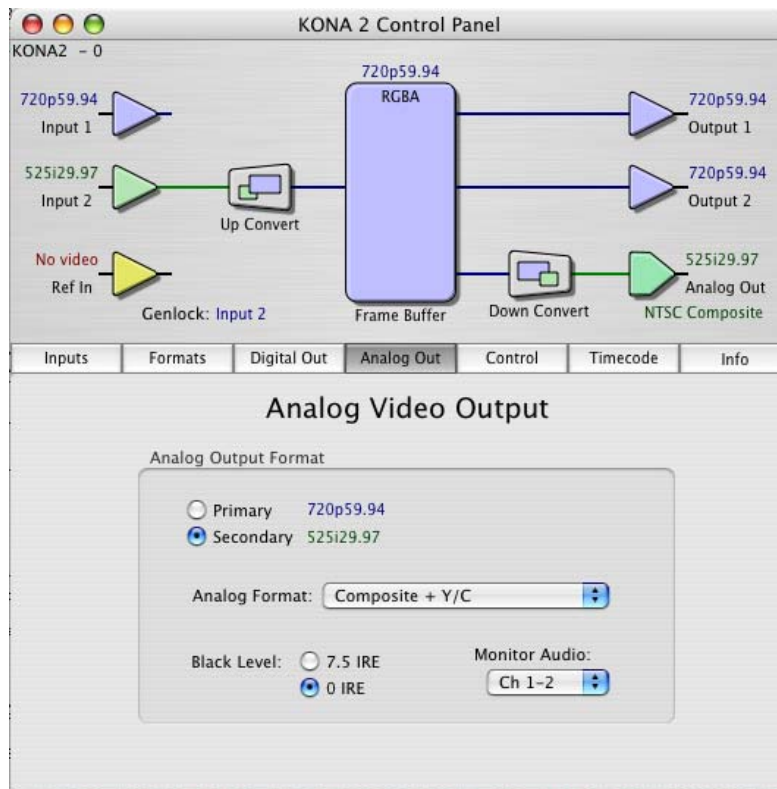 KONA 2 Control Panel
KONA2 - 0
720p59.94
RGBA
720p59.94
Input 1
720p59.94
Output 1
525i29.97
Input 2
Up Convert
720p59.94
Output 2
No video
Ref In
Genlock: Input 2
Frame Buffer
Down Convert
525i29.97
Analog Out
NTSC Composite
Inputs
Formats
Digital Out
Analog Out
Control
Timecode
Info
Analog Video Output
Analog Output Format
Primary 720p59.94
Secondary 525i29.97
Analog Format: Composite + Y/C
Black Level: 7.5 IRE
0 IRE
Monitor Audio:
Ch 1-2